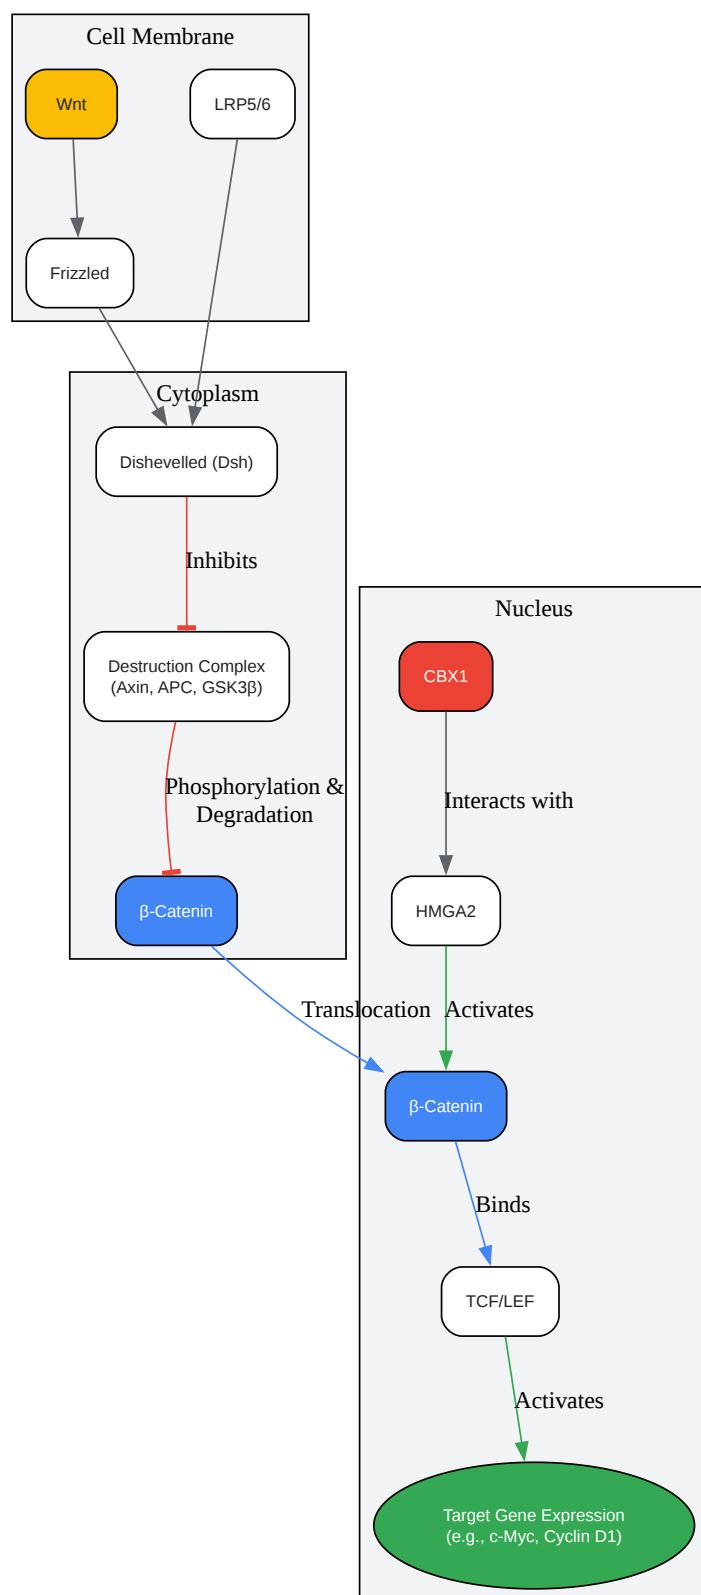 Cell Membrane
Wnt
LRP5/6
Frizzled
Cytoplasm
Dishevelled (Dsh)
Inhibits
Destruction Complex
(Axin, APC, GSK3β)
Phosphorylation &
Degradation
β-Catenin
Nucleus
CBX1
Interacts with
HMGA2
Translocation
Activates
β-Catenin
Binds
TCF/LEF
Activates
Target Gene Expression
(e.g., c-Myc, Cyclin D1)